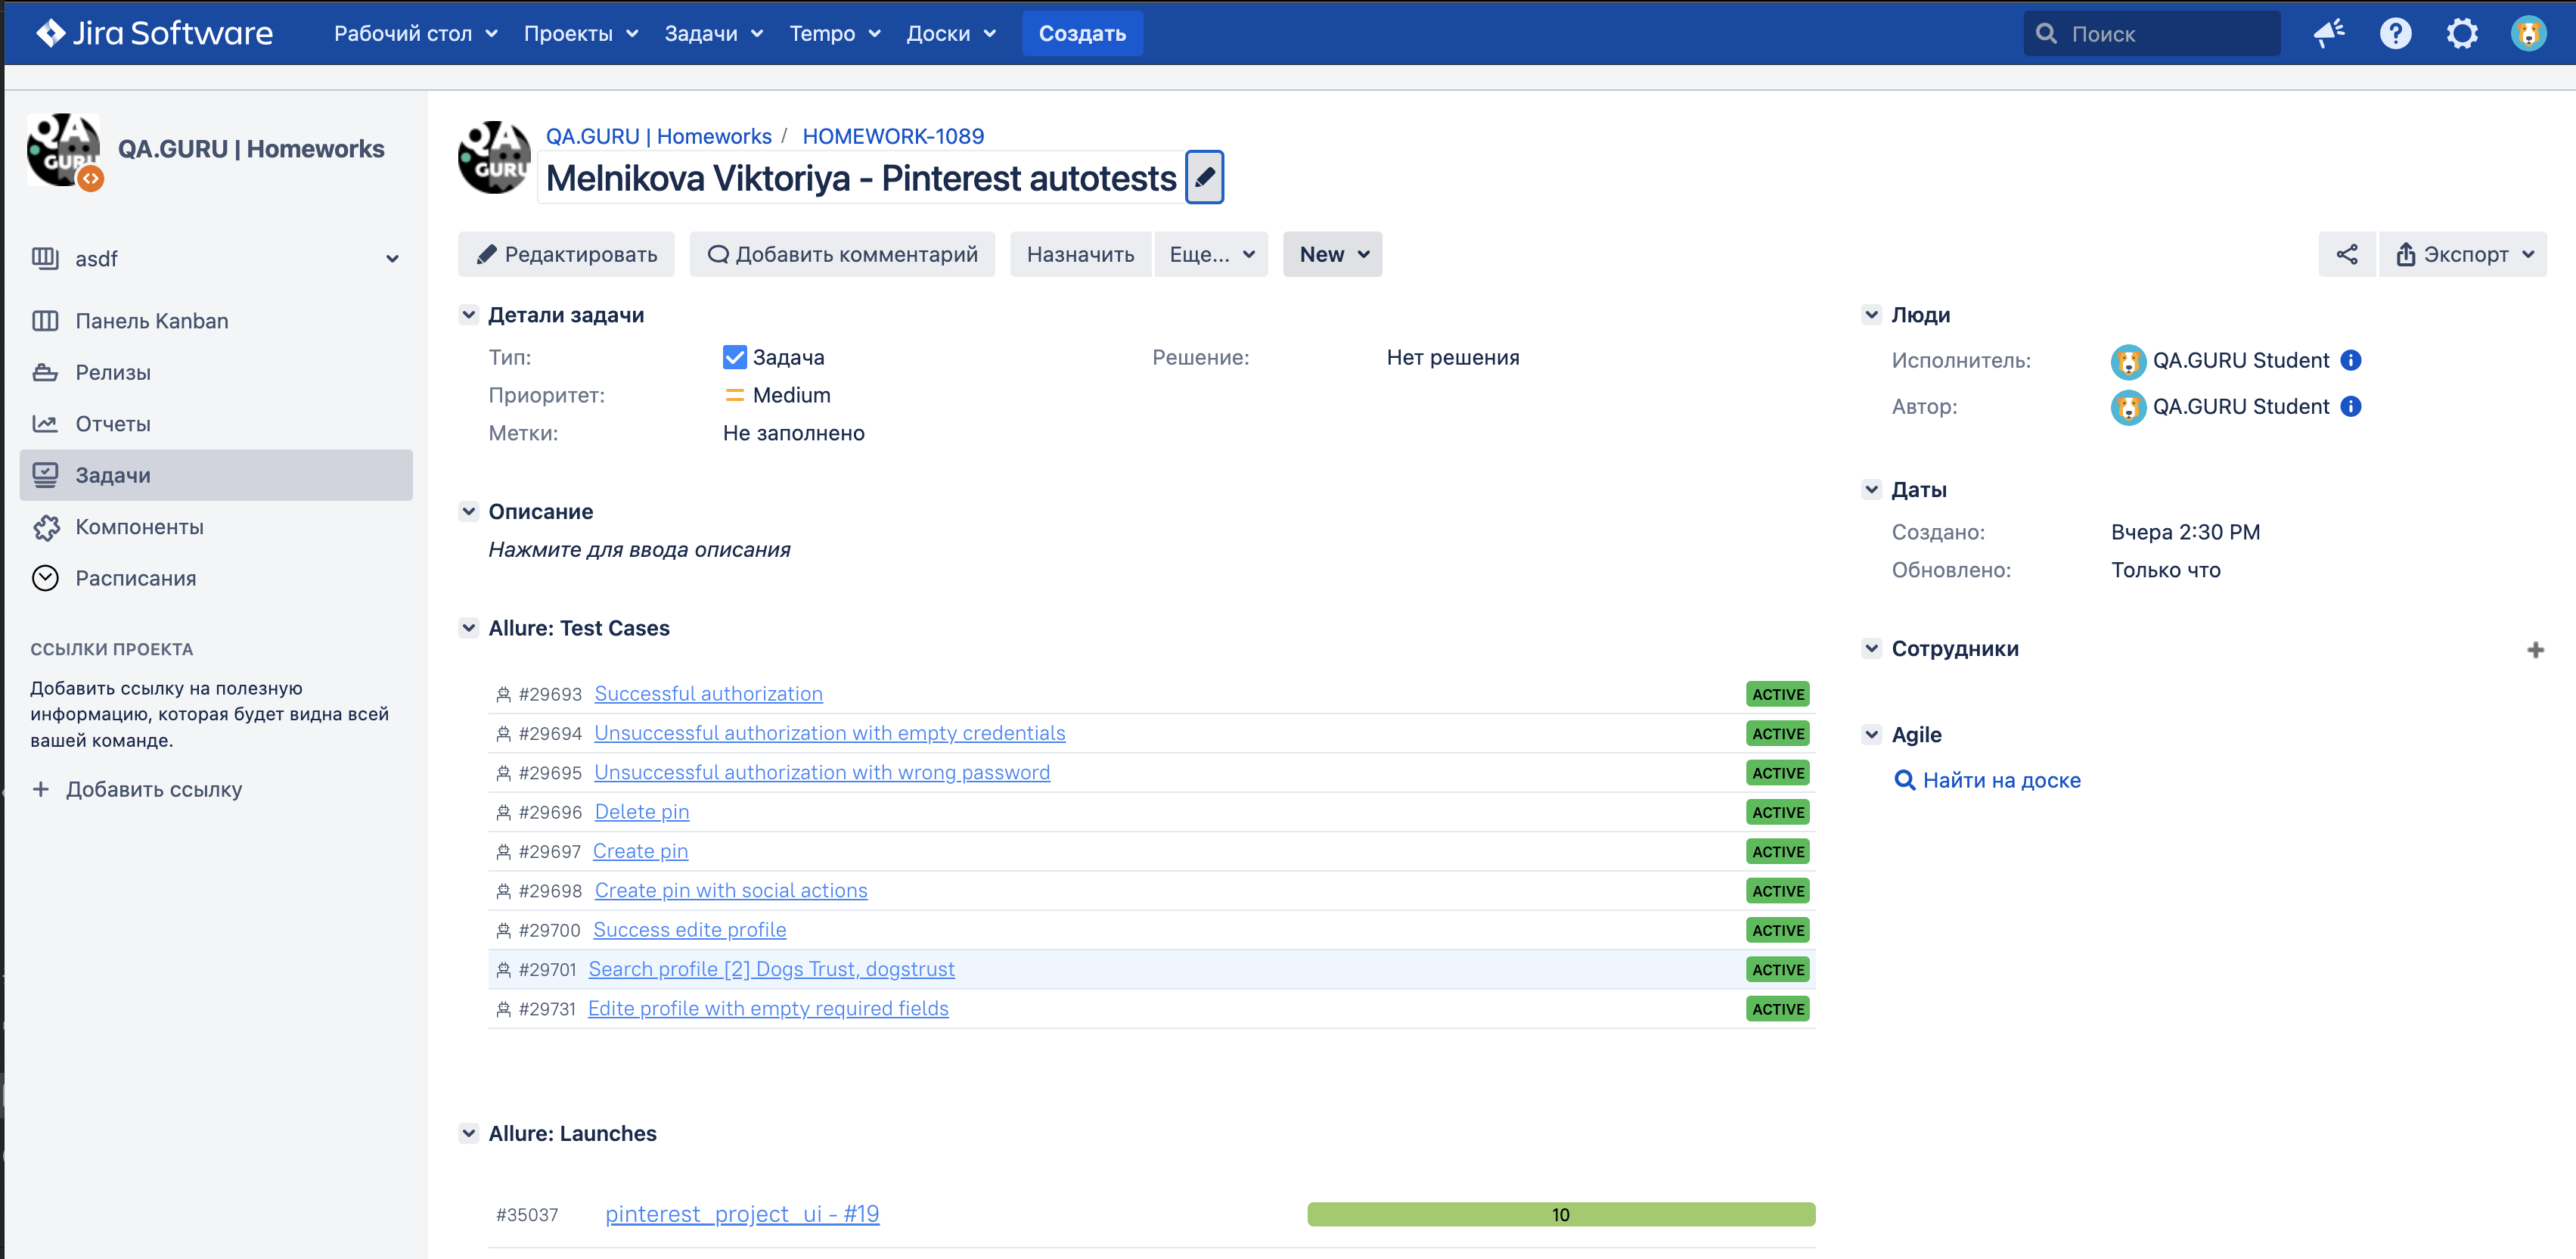 Jira Software
Рабочий стол
Проекты
Задачи
Tempo
Доски
Создать
Поиск
QA GURU
QA.GURU | Homeworks
asdf
Панель Kanban
Релизы
Отчеты
Задачи
Компоненты
Расписания
ССЫЛКИ ПРОЕКТА
Добавить ссылку на полезную
информацию, которая будет видна всей
вашей команде.
+ Добавить ссылку
QA GURU
QA.GURU | Homeworks / HOMEWORK-1089
Melnikova Viktoriya - Pinterest autotests
Редактировать
Добавить комментарий
Назначить
Еще...
New
Экспорт
Детали задачи
Тип: Задача
Решение: Нет решения
Приоритет: Medium
Метки: Не заполнено
Описание
Нажмите для ввода описания
Allure: Test Cases
#29693 Successful authorization ACTIVE
#29694 Unsuccessful authorization with empty credentials ACTIVE
#29695 Unsuccessful authorization with wrong password ACTIVE
#29696 Delete pin ACTIVE
#29697 Create pin ACTIVE
#29698 Create pin with social actions ACTIVE
#29700 Success edite profile ACTIVE
#29701 Search profile [2] Dogs Trust, dogstrust ACTIVE
#29731 Edite profile with empty required fields ACTIVE
Allure: Launches
#35037 pinterest_project_ui - #19 10
Люди
Исполнитель: QA.GURU Student
Автор: QA.GURU Student
Даты
Создано: Вчера 2:30 PM
Обновлено: Только что
Сотрудники
Agile
Найти на доске